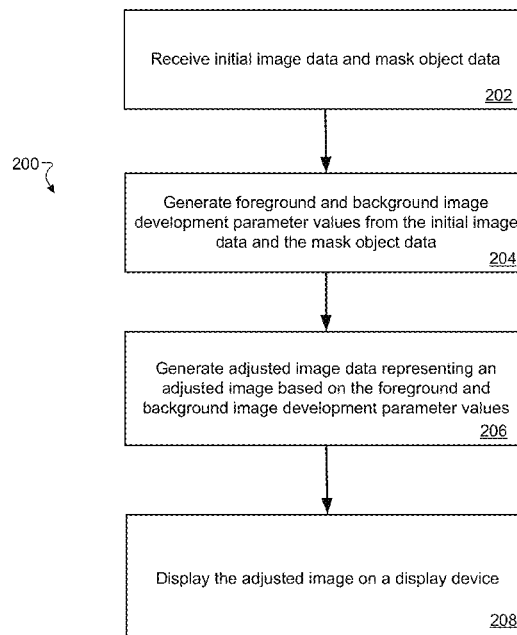 Receive initial image data and mask object data
202
200
Generate foreground and background image
development parameter values from the initial image
data and the mask object data
204
Generate adjusted image data representing an
adjusted image based on the foreground and
background image development parameter values
206
Display the adjusted image on a display device
208